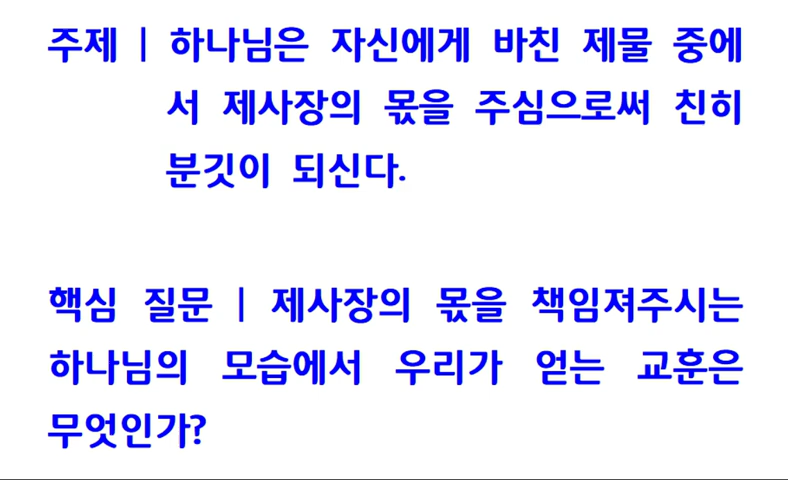 주제 | 하나님은 자신에게 바친 제물 중에
서 제사장의 몫을 주심으로써 친히
분깃이 되신다.
핵심 질문 | 제사장의 몫을 책임져주시는
하나님의 모습에서 우리가 얻는 교훈은
무엇인가?